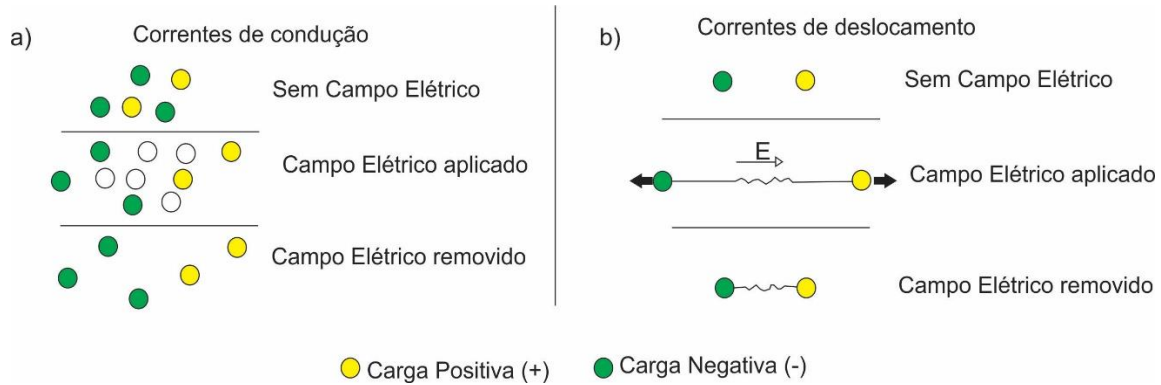 a)
Correntes de condução
Sem Campo Elétrico
Campo Elétrico aplicado
Campo Elétrico removido
b)
Correntes de deslocamento
Sem Campo Elétrico
E
Campo Elétrico aplicado
Campo Elétrico removido
Carga Positiva (+)
Carga Negativa (-)